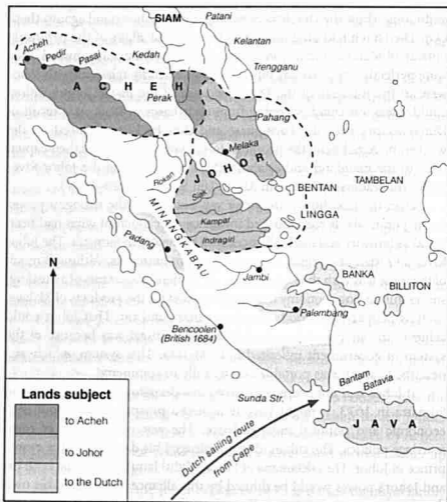 SIAM
Patani
Kelantan
Trengganu
Acheh
Pedir
Pasai
Kedah
ACHEH
Perak
Pahang
Melaka
JOHOR
Rokan
Siak
BENTAN
TAMBELAN
LINGGA
Kampar
Indragiri
MINANGKABAU
Padang
N
Jambi
BANKA
BILLITON
Palembang
Bencoolen
(British 1684)
Sunda Str.
Bantam
Batavia
JAVA
Dutch sailing route
from Cape
Lands subject
to Acheh
to Johor
to the Dutch